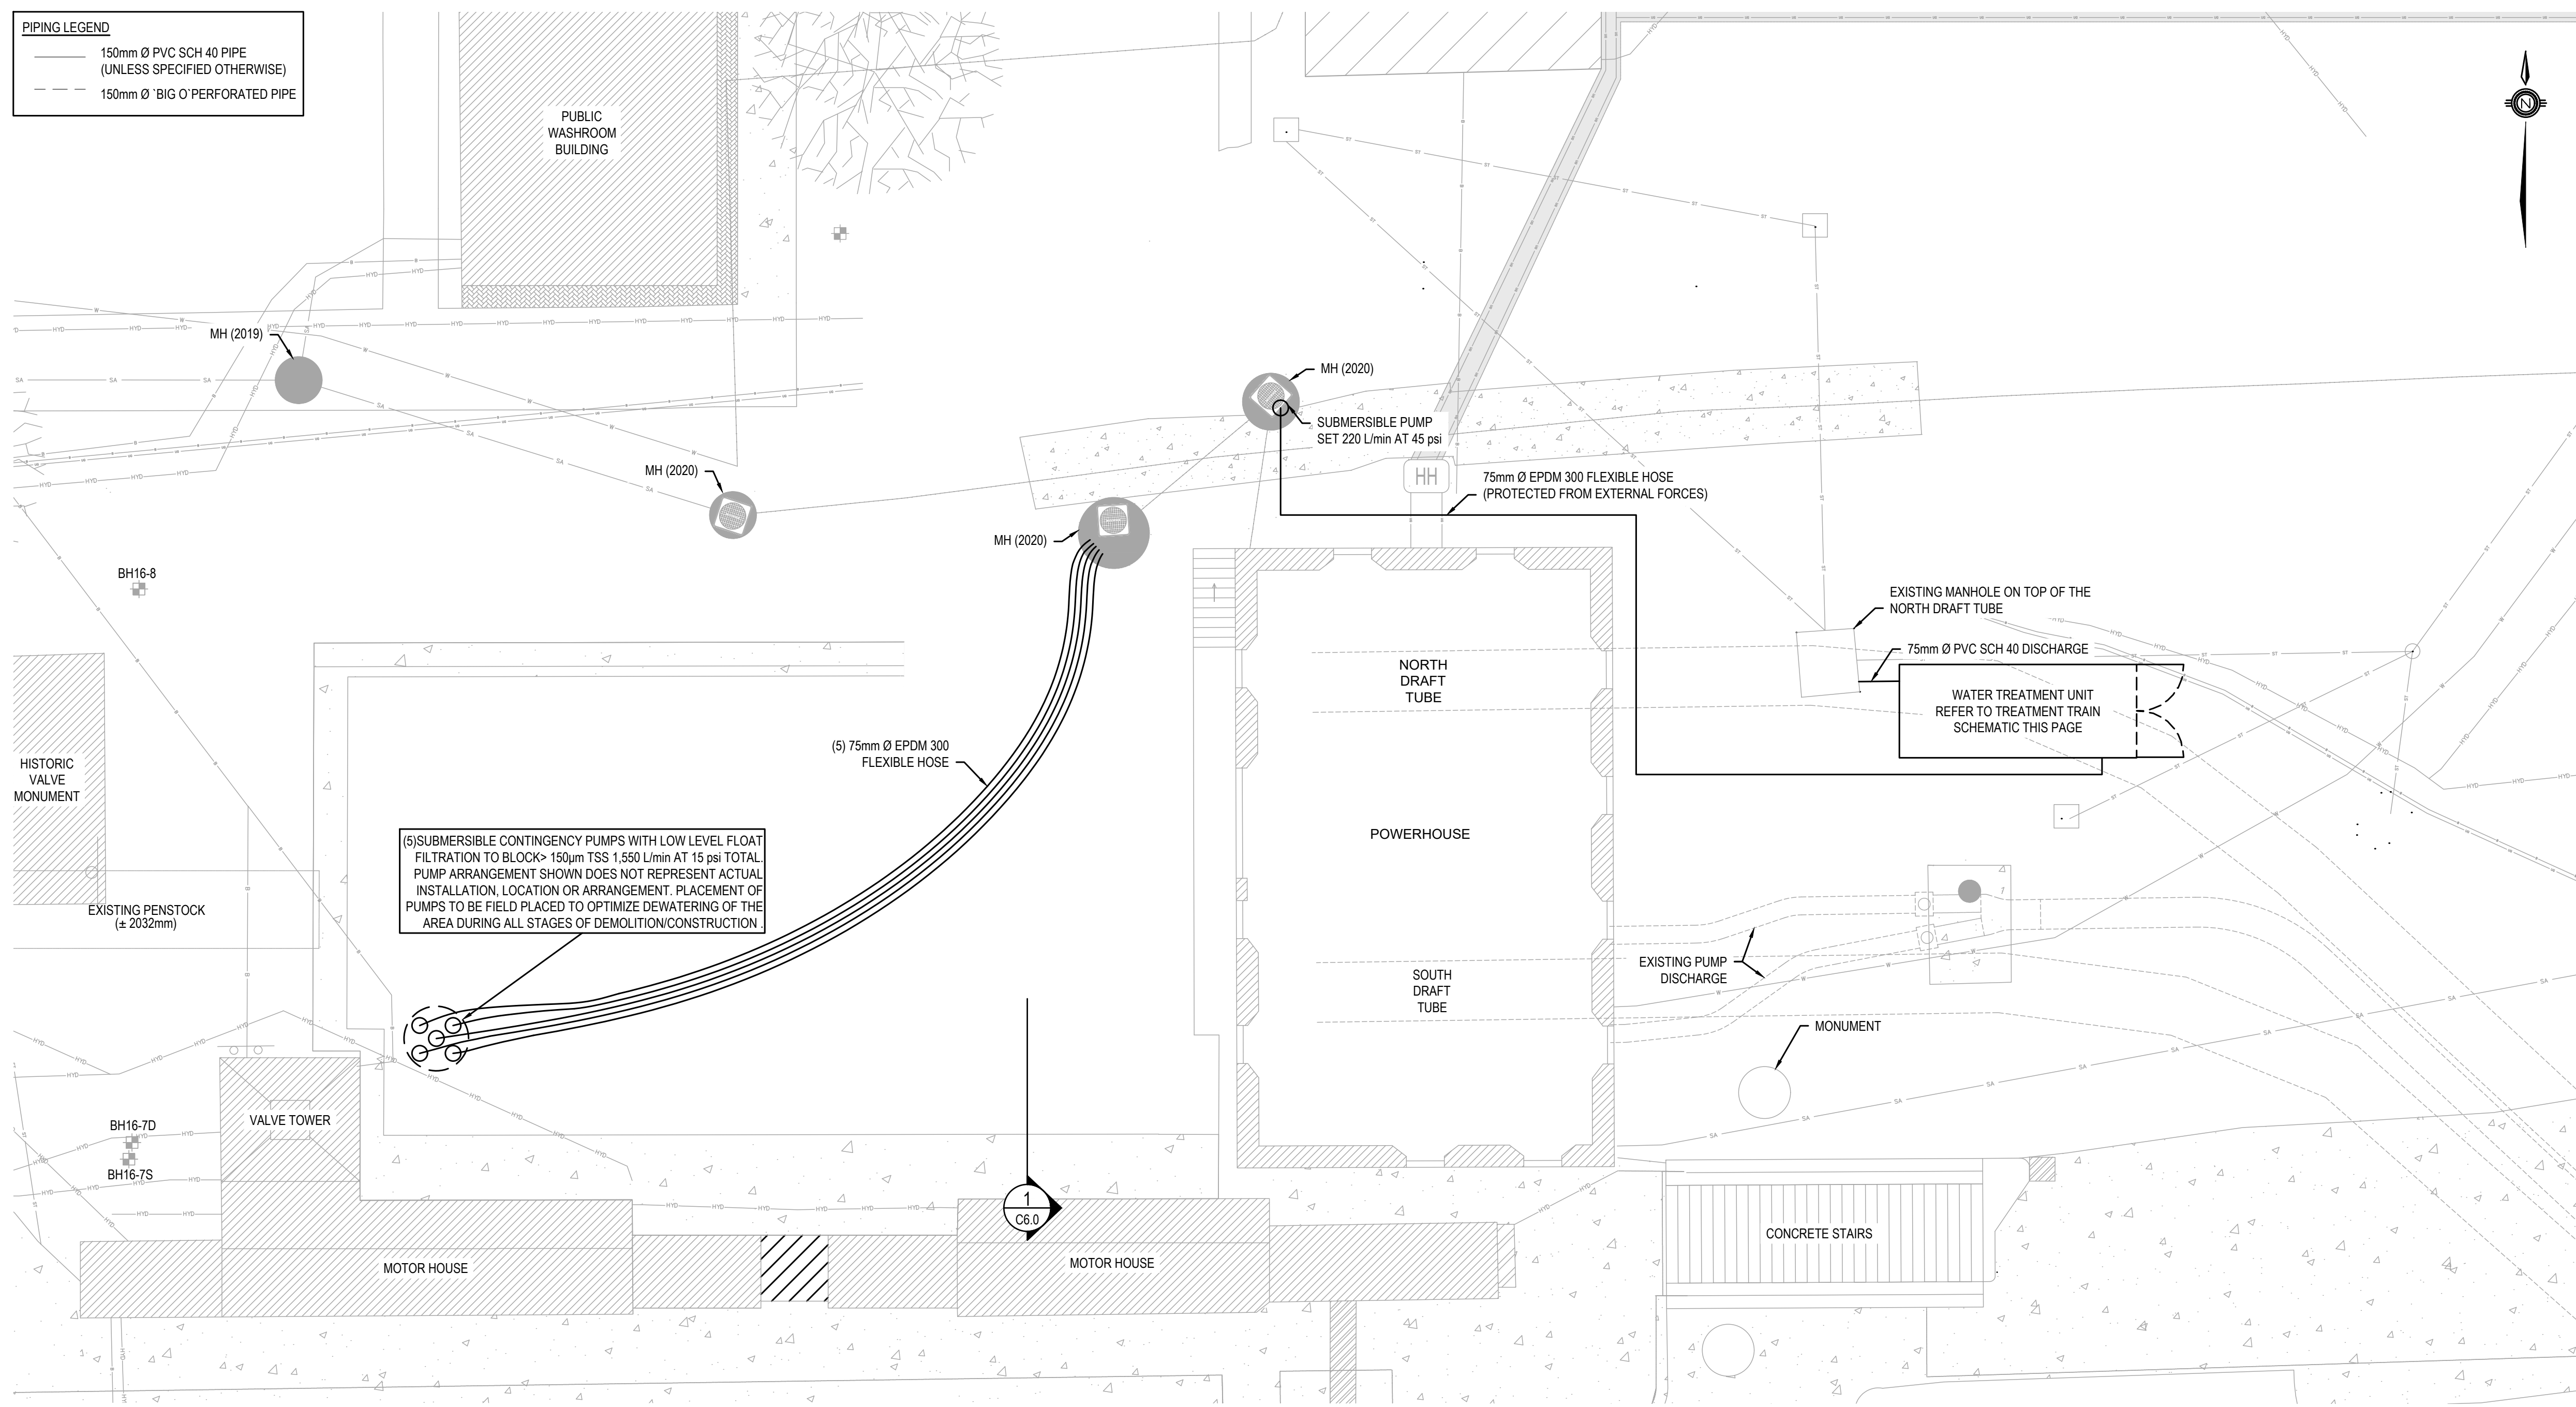 PIPING LEGEND
150mm Ø PVC SCH 40 PIPE
(UNLESS SPECIFIED OTHERWISE)
150mm Ø `BIG O`PERFORATED PIPE
PUBLIC
WASHROOM
BUILDING
N
MH (2019)
MH (2020)
SUBMERSIBLE PUMP
SET 220 L/min AT 45 psi
MH (2020)
HH
75mm Ø EPDM 300 FLEXIBLE HOSE
(PROTECTED FROM EXTERNAL FORCES)
MH (2020)
BH16-8
EXISTING MANHOLE ON TOP OF THE
NORTH DRAFT TUBE
75mm Ø PVC SCH 40 DISCHARGE
NORTH
DRAFT
TUBE
WATER TREATMENT UNIT
REFER TO TREATMENT TRAIN
SCHEMATIC THIS PAGE
(5) 75mm Ø EPDM 300
FLEXIBLE HOSE
HISTORIC
VALVE
MONUMENT
POWERHOUSE
(5)SUBMERSIBLE CONTINGENCY PUMPS WITH LOW LEVEL FLOAT
FILTRATION TO BLOCK> 150µm TSS 1,550 L/min AT 15 psi TOTAL.
PUMP ARRANGEMENT SHOWN DOES NOT REPRESENT ACTUAL
INSTALLATION, LOCATION OR ARRANGEMENT. PLACEMENT OF
PUMPS TO BE FIELD PLACED TO OPTIMIZE DEWATERING OF THE
AREA DURING ALL STAGES OF DEMOLITION/CONSTRUCTION .
EXISTING PENSTOCK
(± 2032mm)
EXISTING PUMP
DISCHARGE
SOUTH
DRAFT
TUBE
MONUMENT
VALVE TOWER
BH16-7D
BH16-7S
1
C6.0
MOTOR HOUSE
MOTOR HOUSE
CONCRETE STAIRS